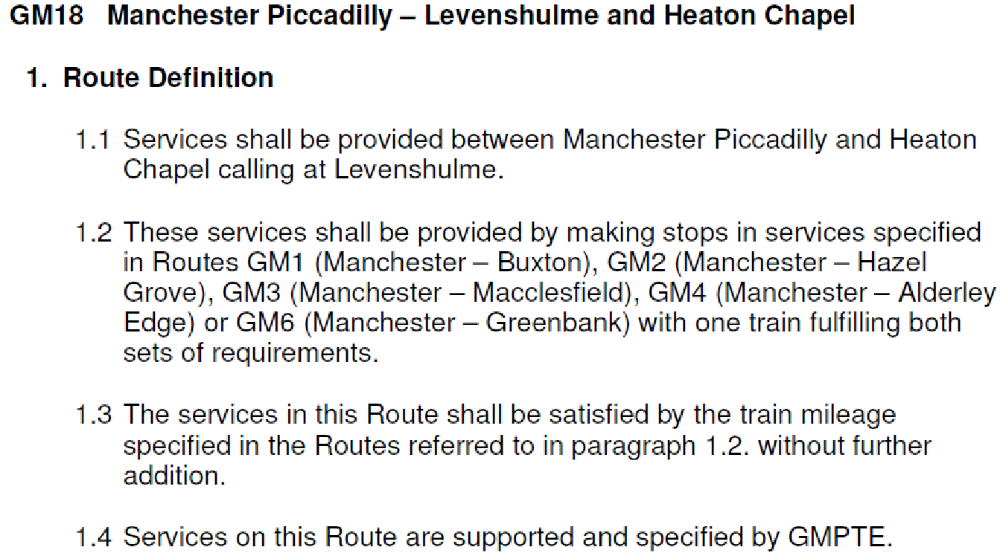 GM18 Manchester Piccadilly – Levenshulme and Heaton Chapel
1. Route Definition
1.1 Services shall be provided between Manchester Piccadilly and Heaton
Chapel calling at Levenshulme.
1.2 These services shall be provided by making stops in services specified
in Routes GM1 (Manchester – Buxton), GM2 (Manchester – Hazel
Grove), GM3 (Manchester – Macclesfield), GM4 (Manchester – Alderley
Edge) or GM6 (Manchester – Greenbank) with one train fulfilling both
sets of requirements.
1.3 The services in this Route shall be satisfied by the train mileage
specified in the Routes referred to in paragraph 1.2. without further
addition.
1.4 Services on this Route are supported and specified by GMPTE.